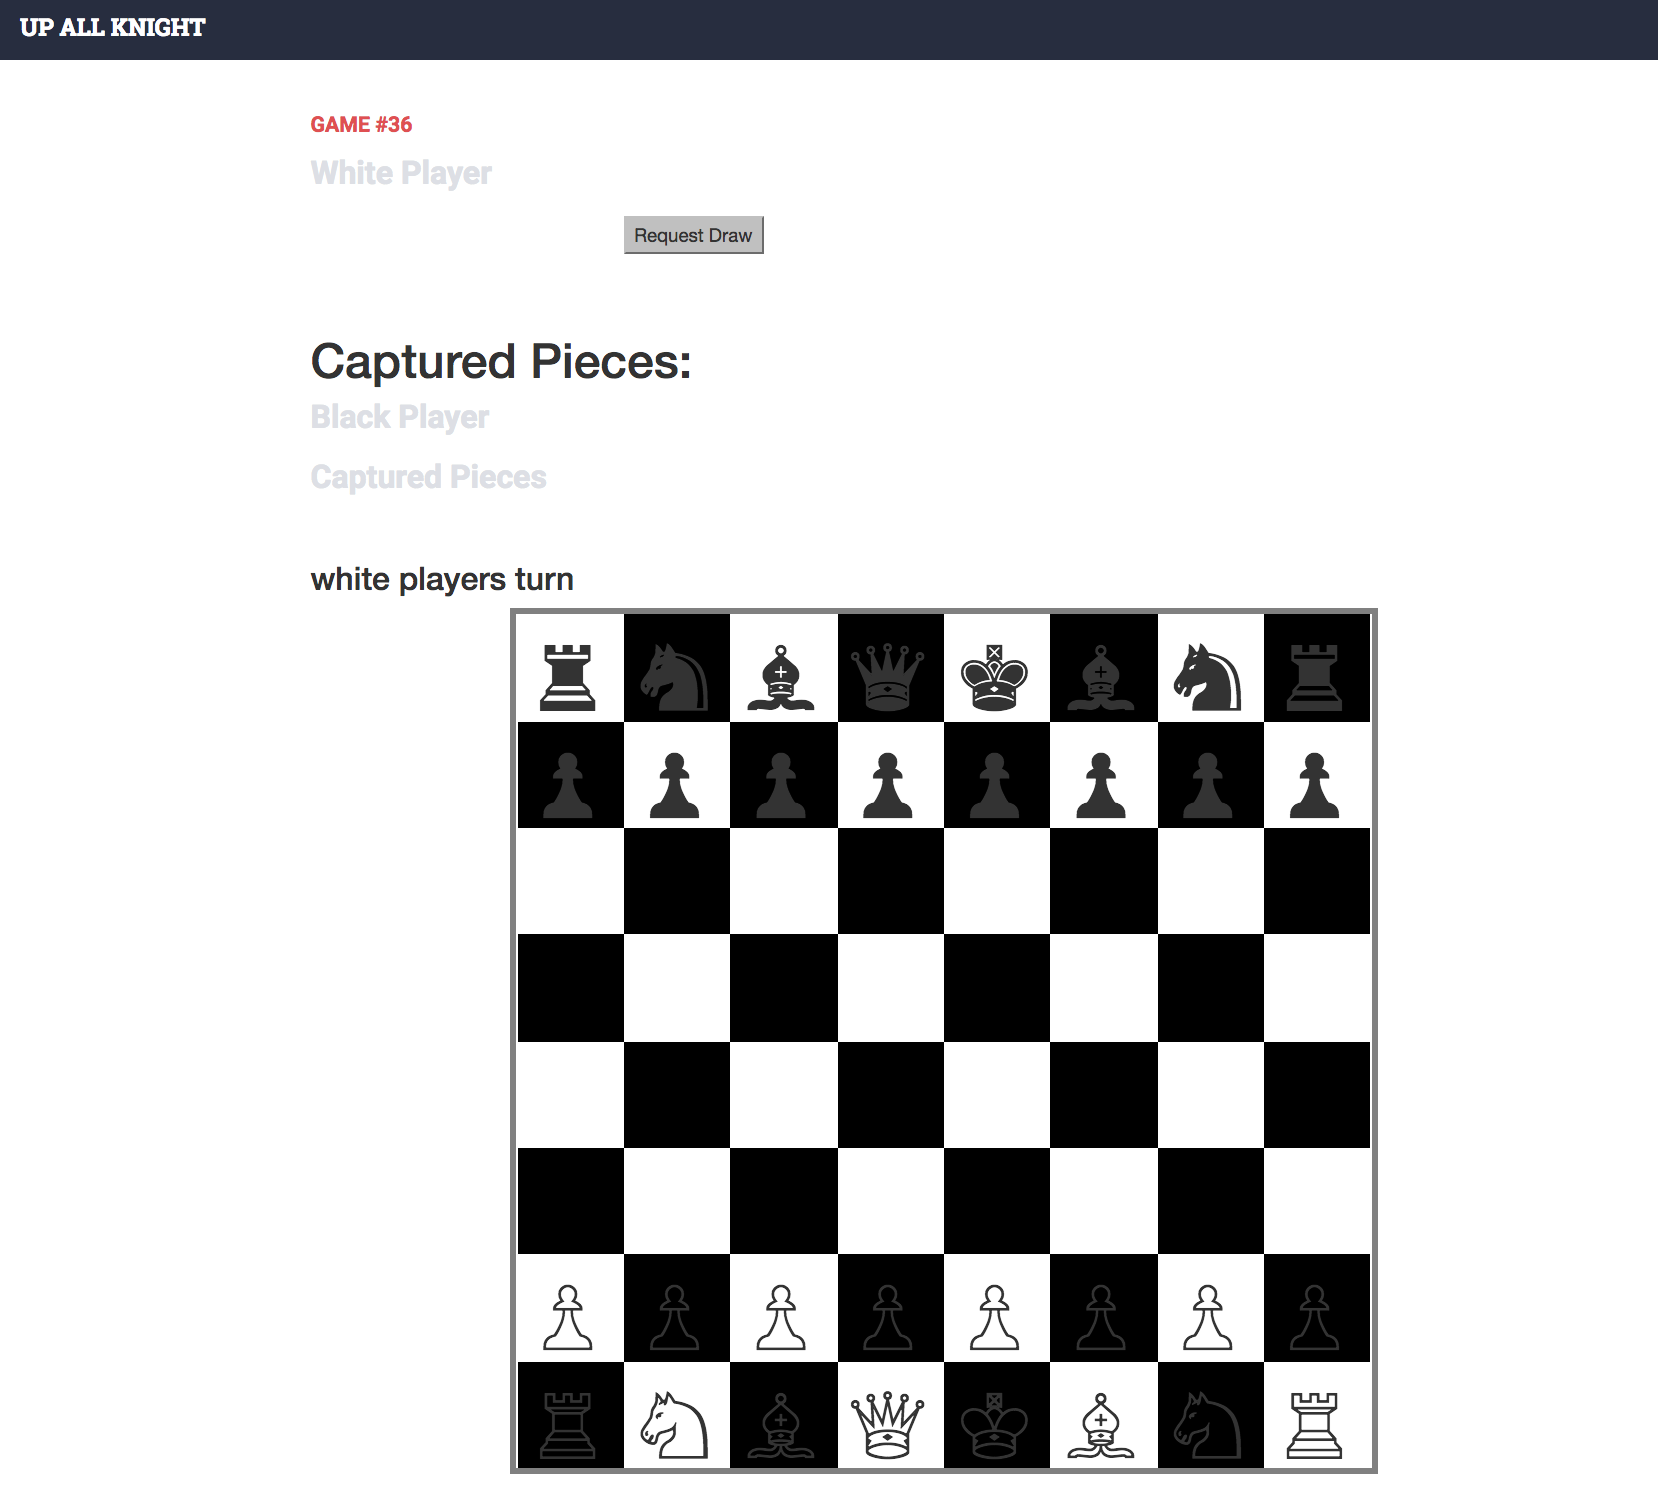 UP ALL KNIGHT
GAME #36
White Player
Request Draw
Captured Pieces:
Black Player
Captured Pieces
white players turn